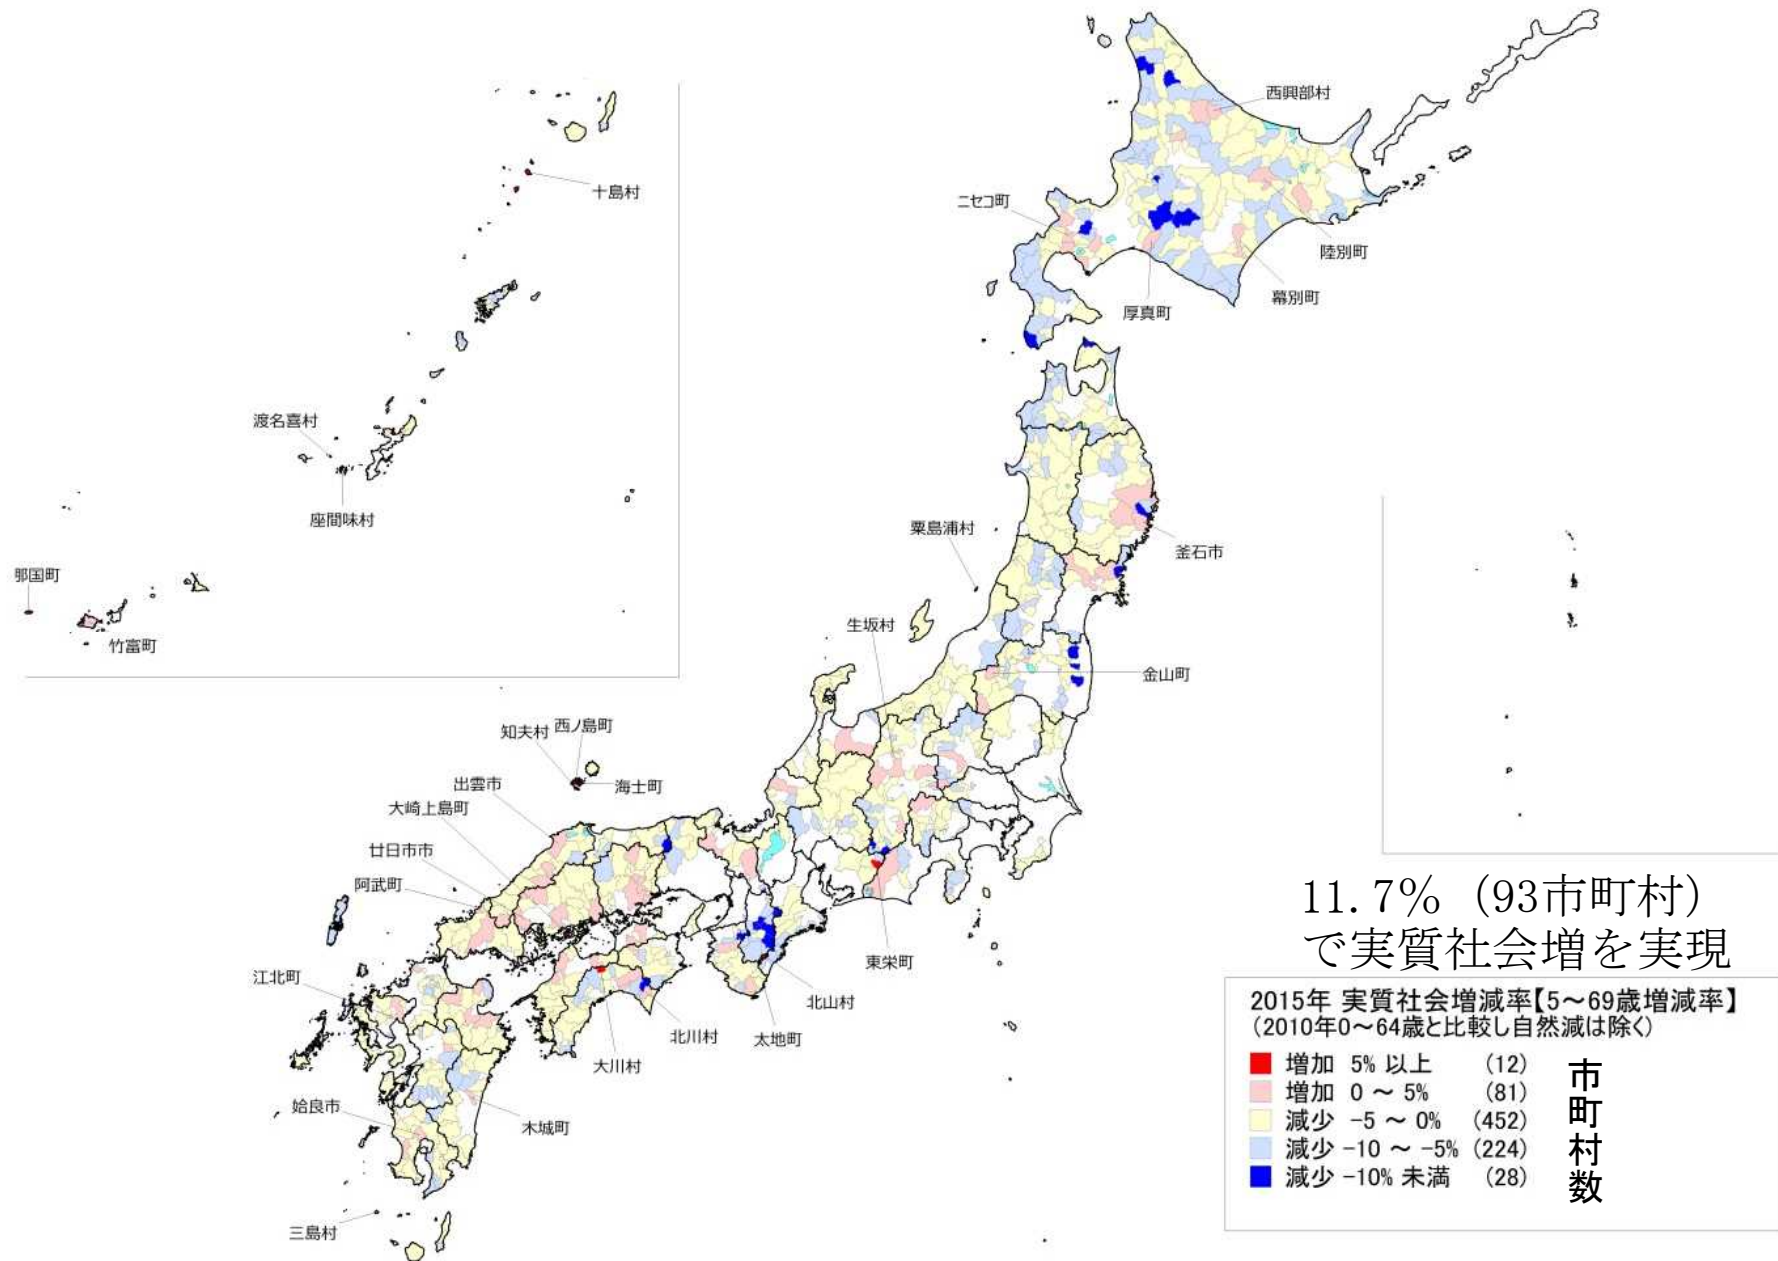 西興部村
十島村
ニセコ町
陸別町
幕別町
厚真町
渡名喜村
座間味村
粟島浦村
釜石市
那国町
竹富町
生坂村
金山町
知夫村
西ノ島町
海士町
出雲市
大崎上島町
廿日市市
阿武町
江北町
東栄町
北山村
太地町
北川村
大川村
姶良市
木城町
三島村
11.7% (93市町村)
で実質社会増を実現
2015年 実質社会増減率【5～69歳増減率】
(2010年0～64歳と比較し自然減は除く)
増加 5% 以上 (12)
増加 0 ～ 5% (81)
減少 -5 ～ 0% (452)
減少 -10 ～ -5% (224)
減少 -10% 未満 (28)
市町村数